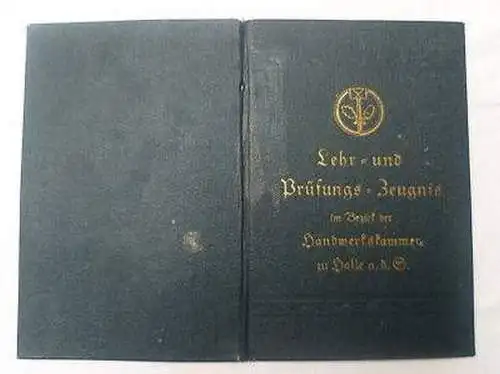 Lehr- und
Prüfungs-Zeugnis
im Bezirk der
Handwerkskammer
zu Halle a. d. S.